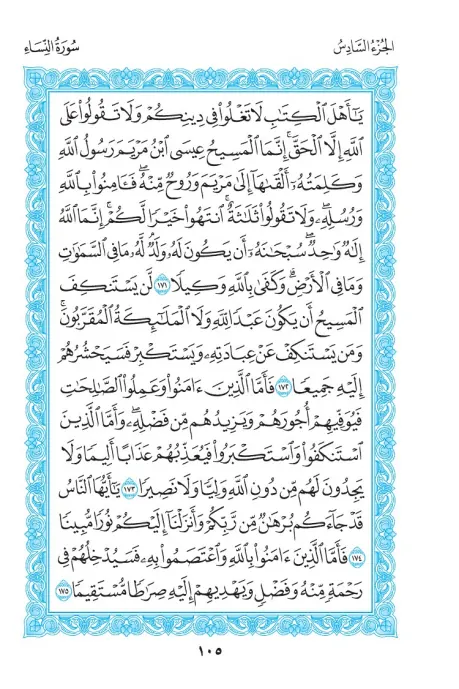 الجُزْءُ السَّادِسُ سُورَةُ النِّسَاءِ
يَٰٓأَهْلَ ٱلْكِتَٰبِ لَا تَغْلُوا۟ فِى دِينِكُمْ وَلَا تَقُولُوا۟ عَلَى
ٱللَّهِ إِلَّا ٱلْحَقَّ ۚ إِنَّمَا ٱلْمَسِيحُ عِيسَى ٱبْنُ مَرْيَمَ رَسُولُ ٱللَّهِ
وَكَلِمَتُهُۥٓ أَلْقَىٰهَآ إِلَىٰ مَرْيَمَ وَرُوحٌ مِّنْهُ ۖ فَـَٔامِنُوا۟ بِٱللَّهِ
وَرُسُلِهِۦ ۖ وَلَا تَقُولُوا۟ ثَلَٰثَةٌ ۚ ٱنتَهُوا۟ خَيْرًا لَّكُمْ ۚ إِنَّمَا ٱللَّهُ
إِلَٰهٌ وَٰحِدٌ ۖ سُبْحَٰنَهُۥٓ أَن يَكُونَ لَهُۥ وَلَدٌ ۘ لَّهُۥ مَا فِى ٱلسَّمَٰوَٰتِ
وَمَا فِى ٱلْأَرْضِ ۗ وَكَفَىٰ بِٱللَّهِ وَكِيلًا ١٧١ لَّن يَسْتَنكِفَ
ٱلْمَسِيحُ أَن يَكُونَ عَبْدًا لِّلَّهِ وَلَا ٱلْمَلَٰٓئِكَةُ ٱلْمُقَرَّبُونَ ۚ
وَمَن يَسْتَنكِفْ عَنْ عِبَادَتِهِۦ وَيَسْتَكْبِرْ فَسَيَحْشُرُهُمْ
إِلَيْهِ جَمِيعًا ١٧٢ فَأَمَّا ٱلَّذِينَ ءَامَنُوا۟ وَعَمِلُوا۟ ٱلصَّٰلِحَٰتِ
فَيُوَفِّيهِمْ أُجُورَهُمْ وَيَزِيدُهُم مِّن فَضْلِهِۦ ۖ وَأَمَّا ٱلَّذِينَ
ٱسْتَنكَفُوا۟ وَٱسْتَكْبَرُوا۟ فَيُعَذِّبُهُمْ عَذَابًا أَلِيمًا وَلَا
يَجِدُونَ لَهُم مِّن دُونِ ٱللَّهِ وَلِيًّا وَلَا نَصِيرًا ١٧٣ يَٰٓأَيُّهَا ٱلنَّاسُ
قَدْ جَآءَكُم بُرْهَٰنٌ مِّن رَّبِّكُمْ وَأَنزَلْنَآ إِلَيْكُمْ نُورًا مُّبِينًا
١٧٤ فَأَمَّا ٱلَّذِينَ ءَامَنُوا۟ بِٱللَّهِ وَٱعْتَصَمُوا۟ بِهِۦ فَسَيُدْخِلُهُمْ فِى
رَحْمَةٍ مِّنْهُ وَفَضْلٍ وَيَهْدِيهِمْ إِلَيْهِ صِرَٰطًا مُّسْتَقِيمًا ١٧٥
١٠٥